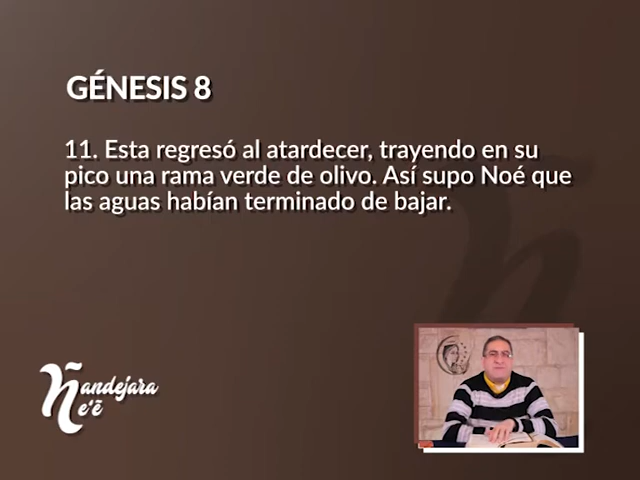 GÉNESIS 8
11. Esta regresó al atardecer, trayendo en su
pico una rama verde de olivo. Así supo Noé que
las aguas habían terminado de bajar.
Ñandejara
Ñe'ẽ